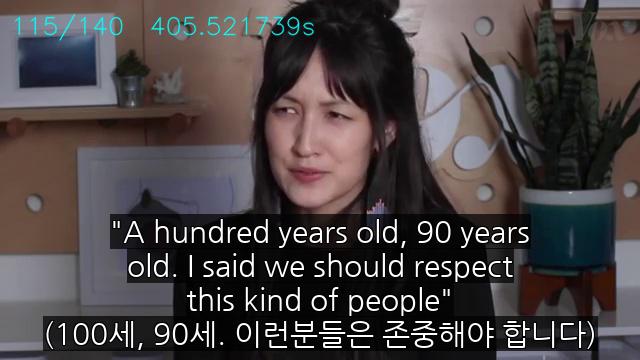 115/140 405.521739s
Vox
"A hundred years old, 90 years
old. I said we should respect
this kind of people"
(100세, 90세. 이런분들은 존중해야 합니다)